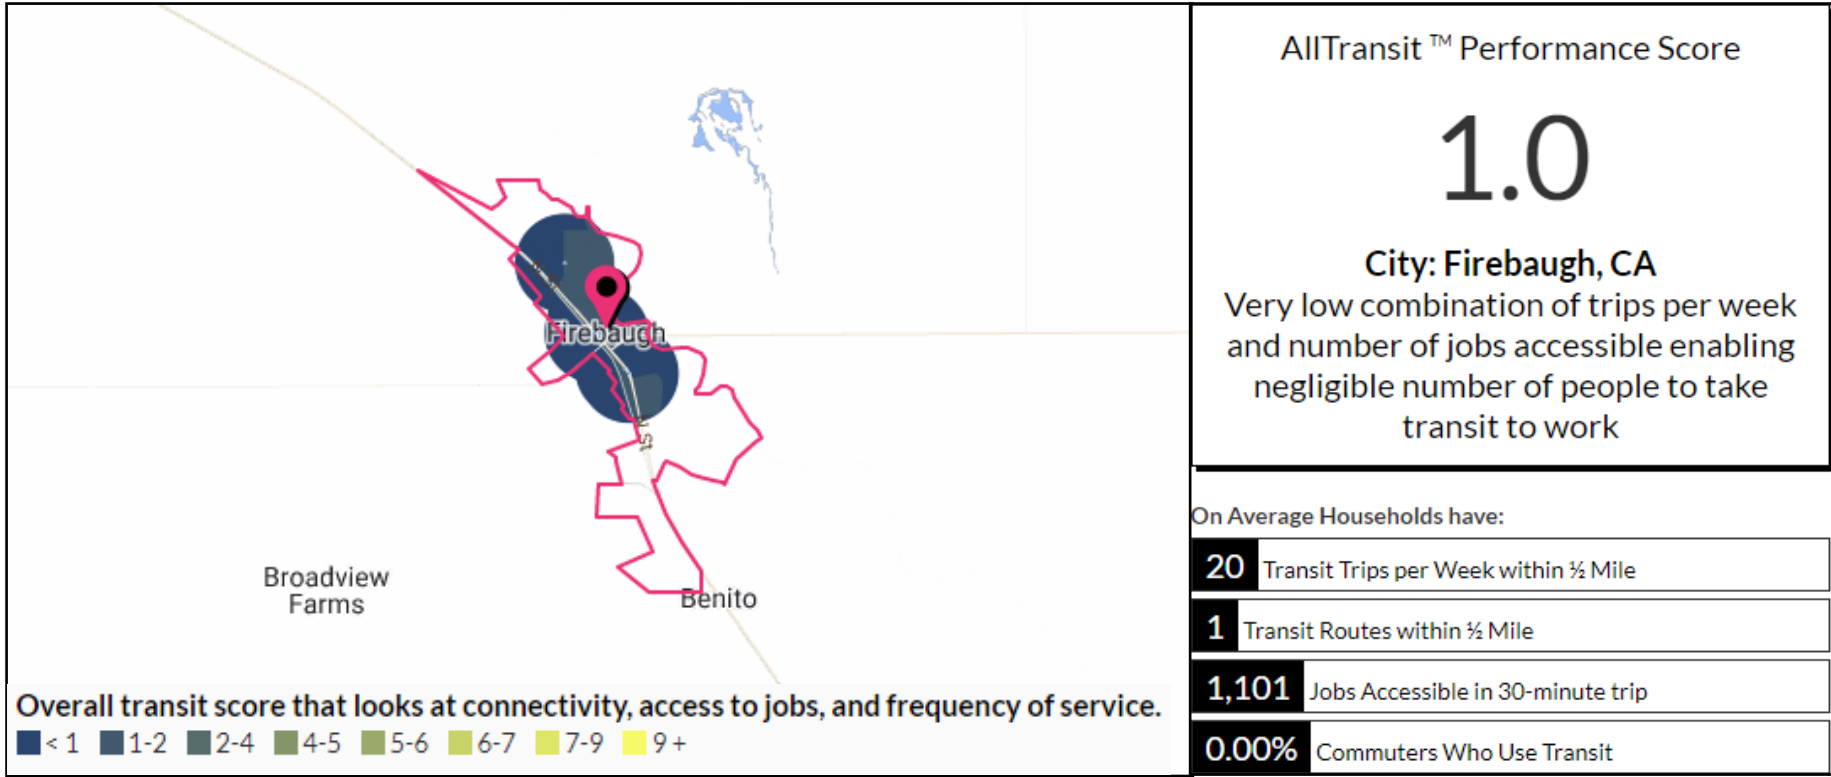 Firebaugh
N St
Broadview
Farms
Benito
Overall transit score that looks at connectivity, access to jobs, and frequency of service.
< 1 1-2 2-4 4-5 5-6 6-7 7-9 9 +
AllTransit ™ Performance Score
1.0
City: Firebaugh, CA
Very low combination of trips per week
and number of jobs accessible enabling
negligible number of people to take
transit to work
On Average Households have:
20 Transit Trips per Week within ½ Mile
1 Transit Routes within ½ Mile
1,101 Jobs Accessible in 30-minute trip
0.00% Commuters Who Use Transit